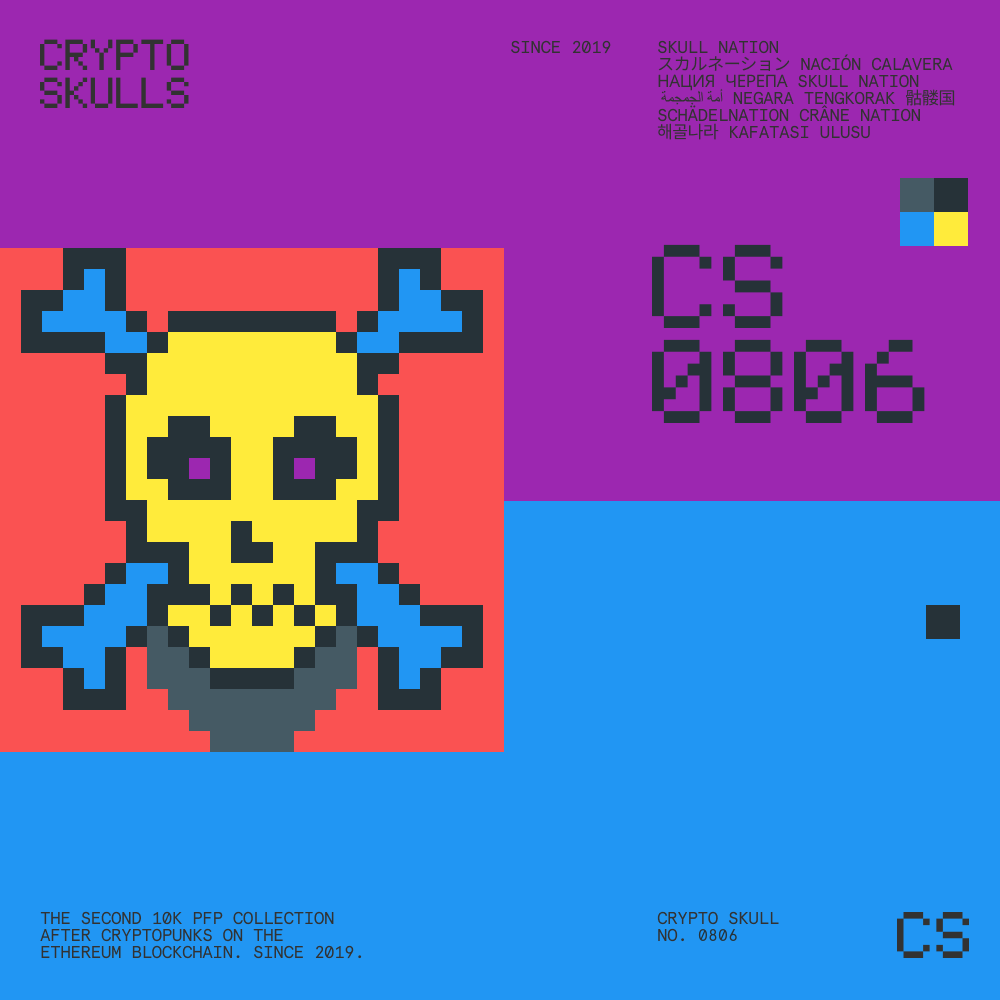 CRYPTO
SKULLS
SINCE 2019
SKULL NATION
スカルネーション NACIÓN CALAVERA
НАЦИЯ ЧЕРЕПА SKULL NATION
أمة الجمجمة NEGARA TENGKORAK 骷髅国
SCHÄDELNATION CRÂNE NATION
해골나라 KAFATASI ULUSU
CS
0806
THE SECOND 10K PFP COLLECTION
AFTER CRYPTOPUNKS ON THE
ETHEREUM BLOCKCHAIN. SINCE 2019.
CRYPTO SKULL
NO. 0806
CS